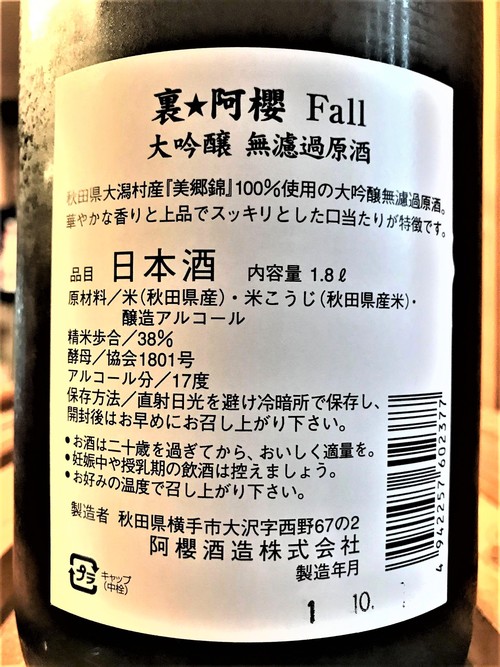 裏★阿櫻 Fall
大吟醸 無濾過原酒
秋田県大潟村産『美郷錦』100%使用の大吟醸無濾過原酒。
華やかな香りと上品でスッキリとした口当たりが特徴です。
品目 日本酒 内容量 1.8ℓ
原材料/米(秋田県産)・米こうじ(秋田県産米)・
醸造アルコール
精米歩合/38%
酵母/協会1801号
アルコール分/17度
保存方法/直射日光を避け冷暗所で保存し、
開封後はお早めにお召し上がり下さい。
●お酒は二十歳を過ぎてから、おいしく適量を。
●妊娠中や授乳期の飲酒は控えましょう。
●お好みの温度で召し上がり下さい。
製造者 秋田県横手市大沢字西野67の2
阿櫻酒造株式会社
製造年月
1 10.
プラ キャップ
(中栓)
4 942257 602377